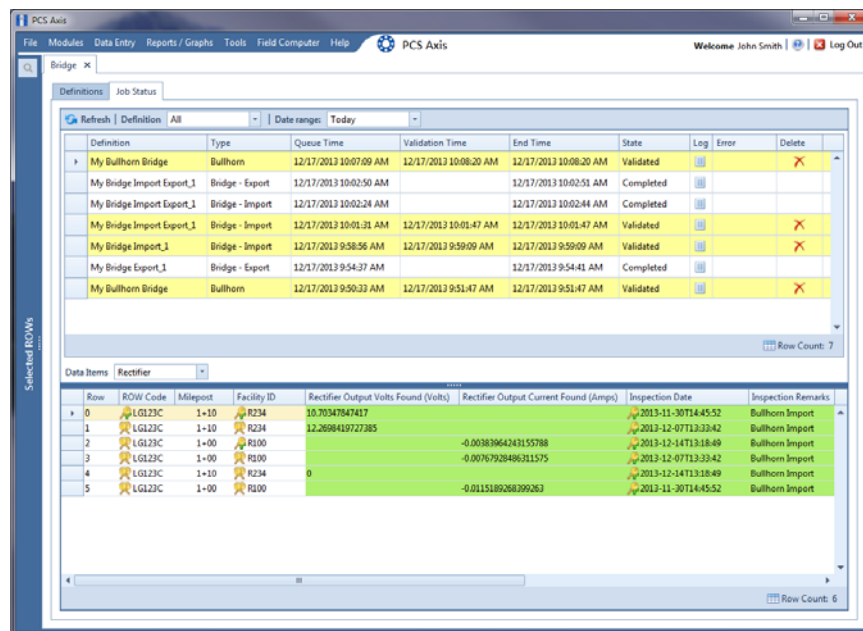 PCS Axis
File Modules Data Entry Reports / Graphs Tools Field Computer Help PCS Axis Welcome John Smith Log Out
Bridge
Definitions Job Status
Refresh Definition All Date range: Today
Definition Type Queue Time Validation Time End Time State Log Error Delete
My Bullhorn Bridge Bullhorn 12/17/2013 10:07:09 AM 12/17/2013 10:08:20 AM 12/17/2013 10:08:20 AM Validated
My Bridge Import Export_1 Bridge - Export 12/17/2013 10:02:50 AM 12/17/2013 10:02:51 AM Completed
My Bridge Import Export_1 Bridge - Import 12/17/2013 10:02:24 AM 12/17/2013 10:02:44 AM Completed
My Bridge Import Export_1 Bridge - Import 12/17/2013 10:01:31 AM 12/17/2013 10:01:47 AM 12/17/2013 10:01:47 AM Validated
My Bridge Import_1 Bridge - Import 12/17/2013 9:58:56 AM 12/17/2013 9:59:09 AM 12/17/2013 9:59:09 AM Validated
My Bridge Export_1 Bridge - Export 12/17/2013 9:54:37 AM 12/17/2013 9:54:41 AM Completed
My Bullhorn Bridge Bullhorn 12/17/2013 9:50:33 AM 12/17/2013 9:51:47 AM 12/17/2013 9:51:47 AM Validated
Row Count: 7
Selected ROWs
Data Items Rectifier
Row ROW Code Milepost Facility ID Rectifier Output Volts Found (Volts) Rectifier Output Current Found (Amps) Inspection Date Inspection Remarks
0 LG123C 1+10 R234 10.70347847417 2013-11-30T14:45:52 Bullhorn Import
1 LG123C 1+10 R234 12.2698419727385 2013-12-07T13:33:42 Bullhorn Import
2 LG123C 1+00 R100 -0.00383964243155788 2013-12-14T13:18:49 Bullhorn Import
3 LG123C 1+00 R100 -0.00767928486311575 2013-12-07T13:33:42 Bullhorn Import
4 LG123C 1+10 R234 0 2013-12-14T13:18:49 Bullhorn Import
5 LG123C 1+00 R100 -0.0115189268399263 2013-11-30T14:45:52 Bullhorn Import
Row Count: 6